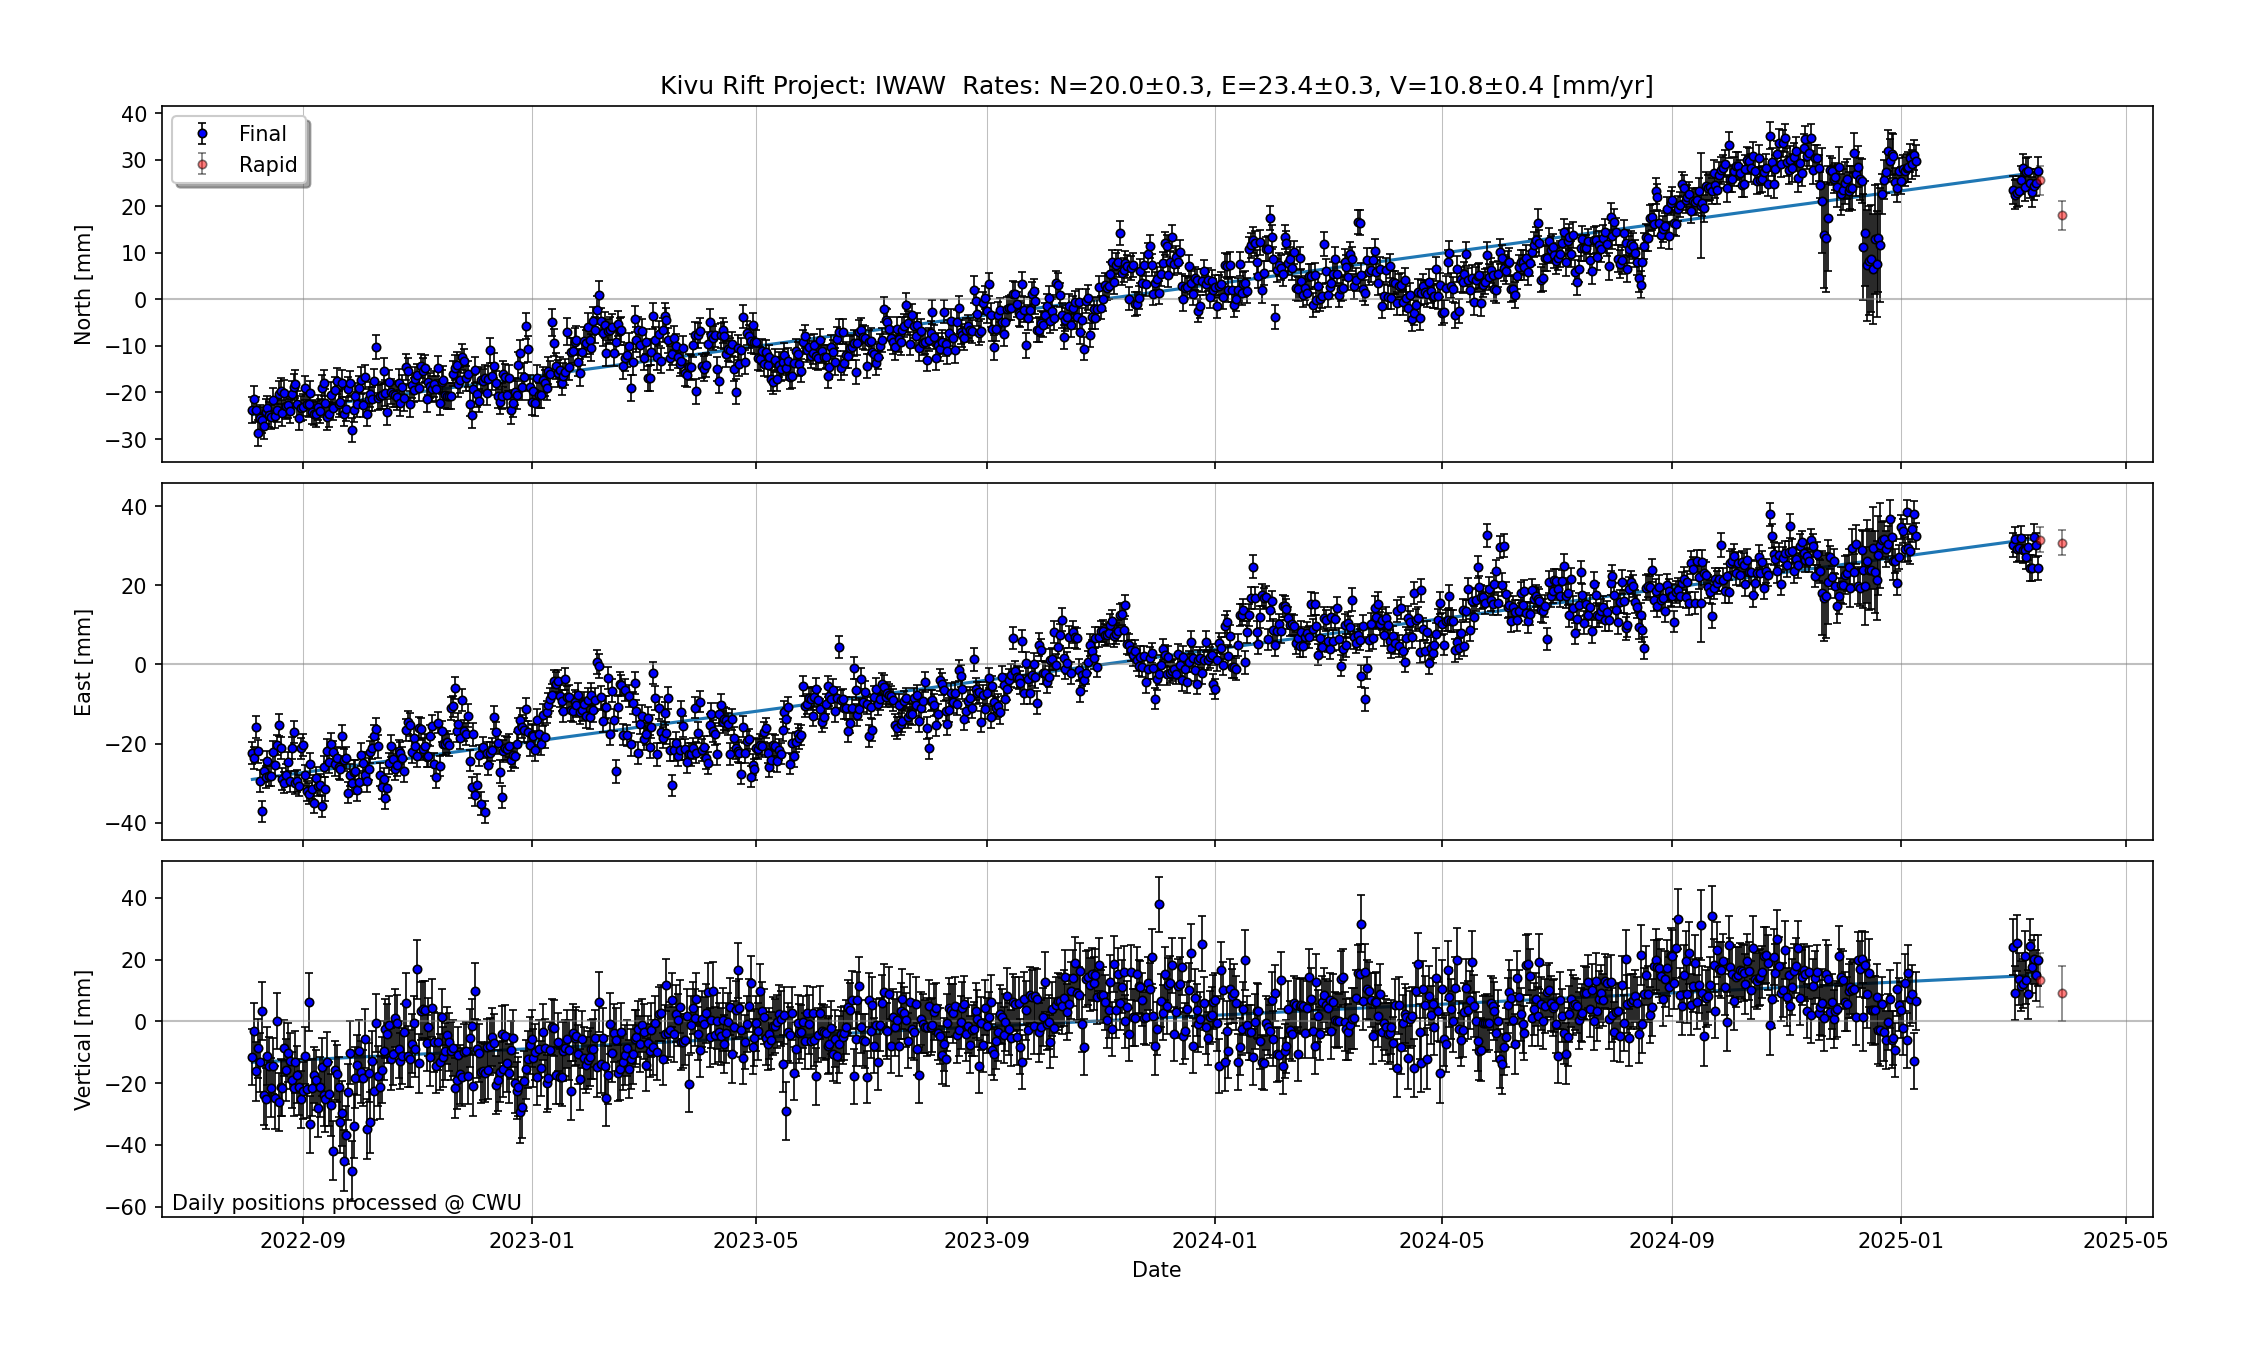 Kivu Rift Project: IWAW  Rates: N=20.0±0.3, E=23.4±0.3, V=10.8±0.4 [mm/yr]
Final
Rapid
North [mm]
40
30
20
10
0
−10
−20
−30
East [mm]
40
20
0
−20
−40
Vertical [mm]
40
20
0
−20
−40
−60
Daily positions processed @ CWU
2022-09 2023-01 2023-05 2023-09 2024-01 2024-05 2024-09 2025-01 2025-05
Date